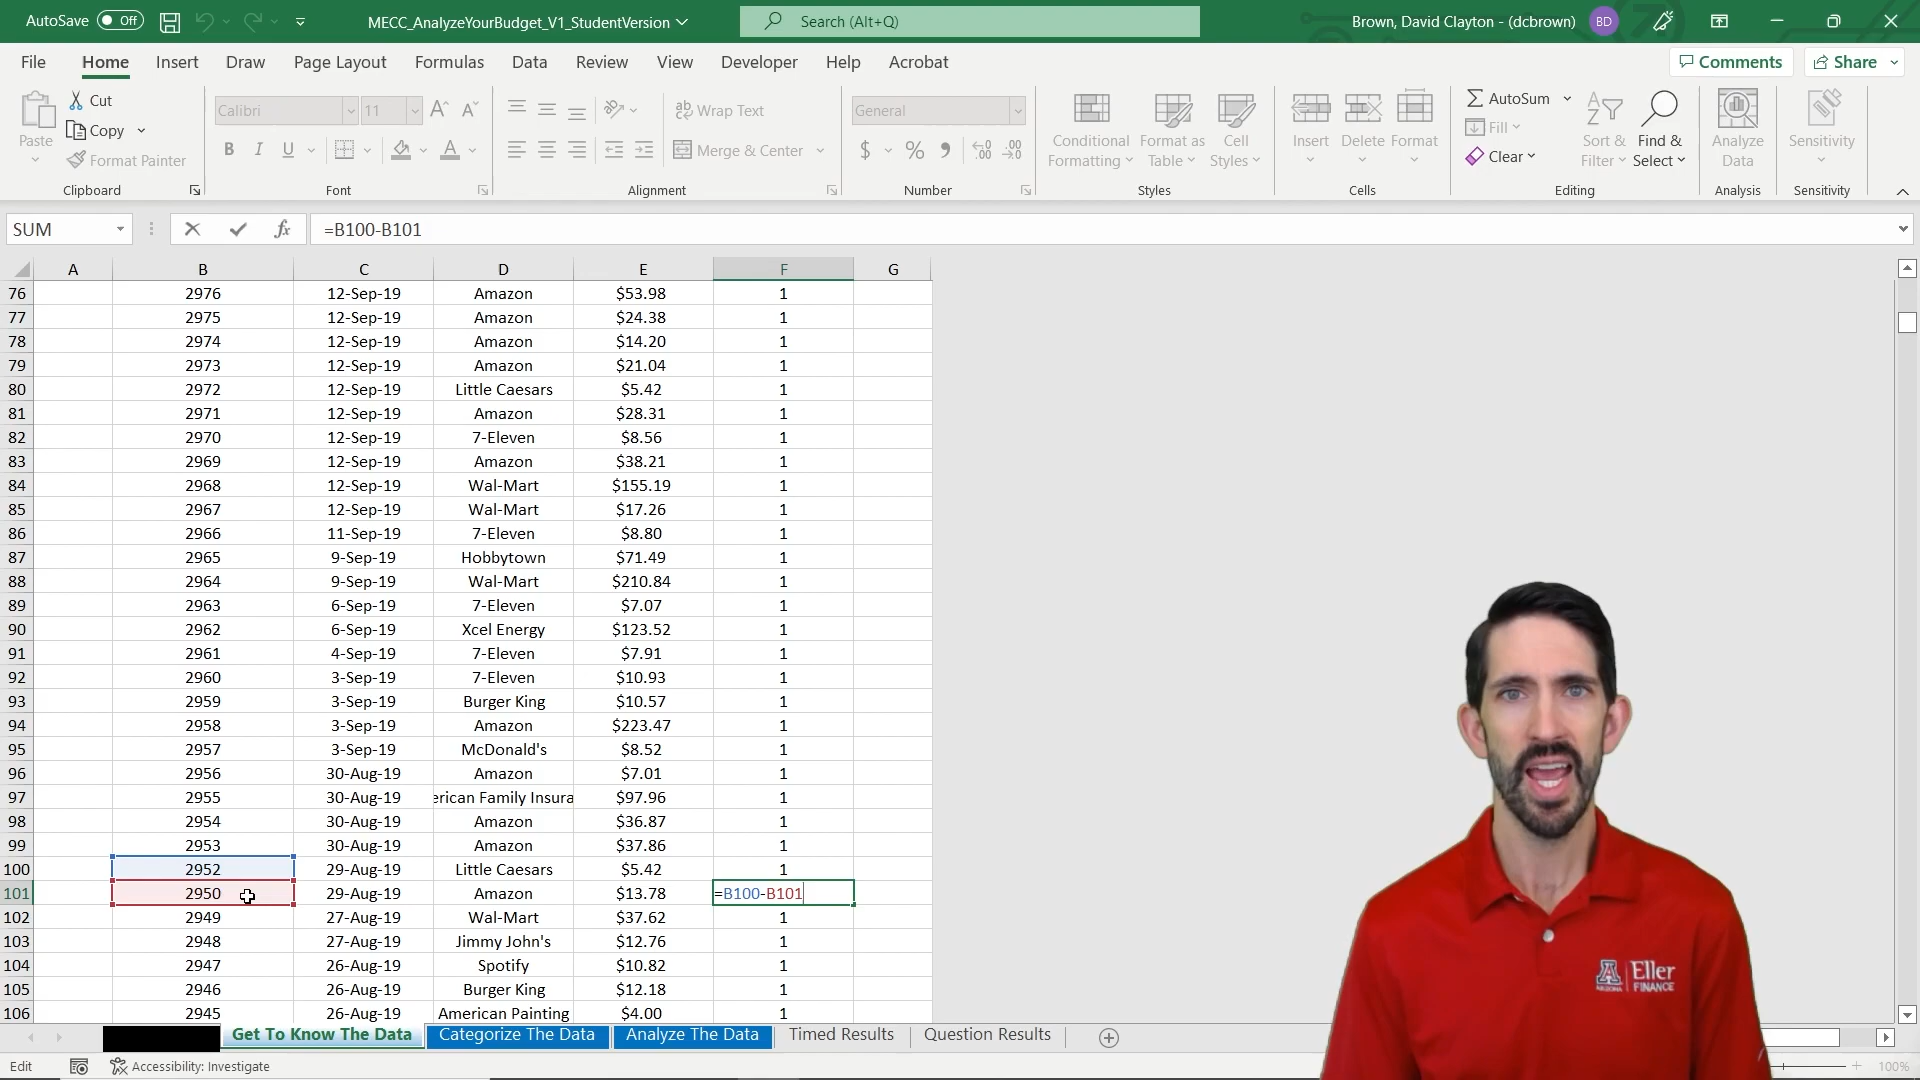 AutoSave Off MECC_AnalyzeYourBudget_V1_StudentVersion Search (Alt+Q) Brown, David Clayton - (dcbrown) BD
File Home Insert Draw Page Layout Formulas Data Review View Developer Help Acrobat Comments Share
Paste Cut Copy Format Painter Clipboard
Calibri 11 B I U A Font
Wrap Text Merge & Center Alignment
General $ % Number
Conditional Formatting Format as Table Cell Styles Styles
Insert Delete Format Cells
AutoSum Fill Clear Sort & Filter Find & Select Editing
Analyze Data Analysis
Sensitivity Sensitivity
SUM fx =B100-B101
A B C D E F G
76 2976 12-Sep-19 Amazon $53.98 1
77 2975 12-Sep-19 Amazon $24.38 1
78 2974 12-Sep-19 Amazon $14.20 1
79 2973 12-Sep-19 Amazon $21.04 1
80 2972 12-Sep-19 Little Caesars $5.42 1
81 2971 12-Sep-19 Amazon $28.31 1
82 2970 12-Sep-19 7-Eleven $8.56 1
83 2969 12-Sep-19 Amazon $38.21 1
84 2968 12-Sep-19 Wal-Mart $155.19 1
85 2967 12-Sep-19 Wal-Mart $17.26 1
86 2966 11-Sep-19 7-Eleven $8.80 1
87 2965 9-Sep-19 Hobbytown $71.49 1
88 2964 9-Sep-19 Wal-Mart $210.84 1
89 2963 6-Sep-19 7-Eleven $7.07 1
90 2962 6-Sep-19 Xcel Energy $123.52 1
91 2961 4-Sep-19 7-Eleven $7.91 1
92 2960 3-Sep-19 7-Eleven $10.93 1
93 2959 3-Sep-19 Burger King $10.57 1
94 2958 3-Sep-19 Amazon $223.47 1
95 2957 3-Sep-19 McDonald's $8.52 1
96 2956 30-Aug-19 Amazon $7.01 1
97 2955 30-Aug-19 erican Family Insura $97.96 1
98 2954 30-Aug-19 Amazon $36.87 1
99 2953 30-Aug-19 Amazon $37.86 1
100 2952 29-Aug-19 Little Caesars $5.42 1
101 2950 29-Aug-19 Amazon $13.78 =B100-B101
102 2949 27-Aug-19 Wal-Mart $37.62 1
103 2948 27-Aug-19 Jimmy John's $12.76 1
104 2947 26-Aug-19 Spotify $10.82 1
105 2946 26-Aug-19 Burger King $12.18 1
106 2945 26-Aug-19 American Painting $4.00 1
Get To Know The Data Categorize The Data Analyze The Data Timed Results Question Results
Edit Accessibility: Investigate 100%
A ARIZONA Eller FINANCE